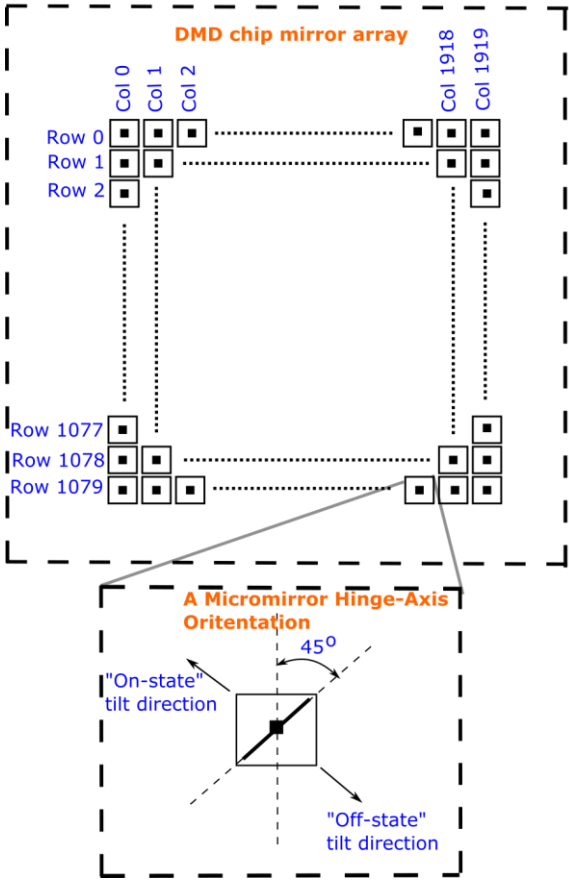 DMD chip mirror array
Col 0
Col 1
Col 2
Col 1918
Col 1919
Row 0
Row 1
Row 2
Row 1077
Row 1078
Row 1079
A Micromirror Hinge-Axis
Oritentation
45º
"On-state"
tilt direction
"Off-state"
tilt direction